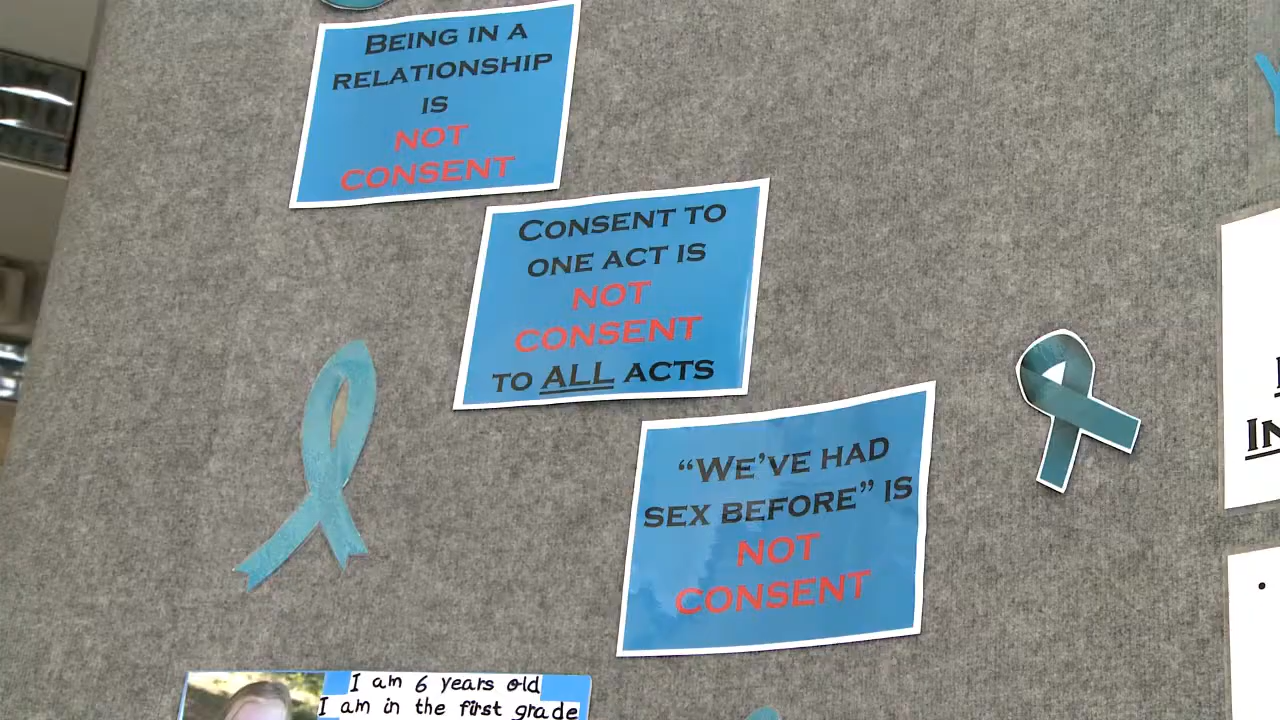 BEING IN A
RELATIONSHIP
IS
NOT
CONSENT
CONSENT TO
ONE ACT IS
NOT
CONSENT
TO ALL ACTS
“WE’VE HAD
SEX BEFORE” IS
NOT
CONSENT
I am 6 years old
I am in the first grade